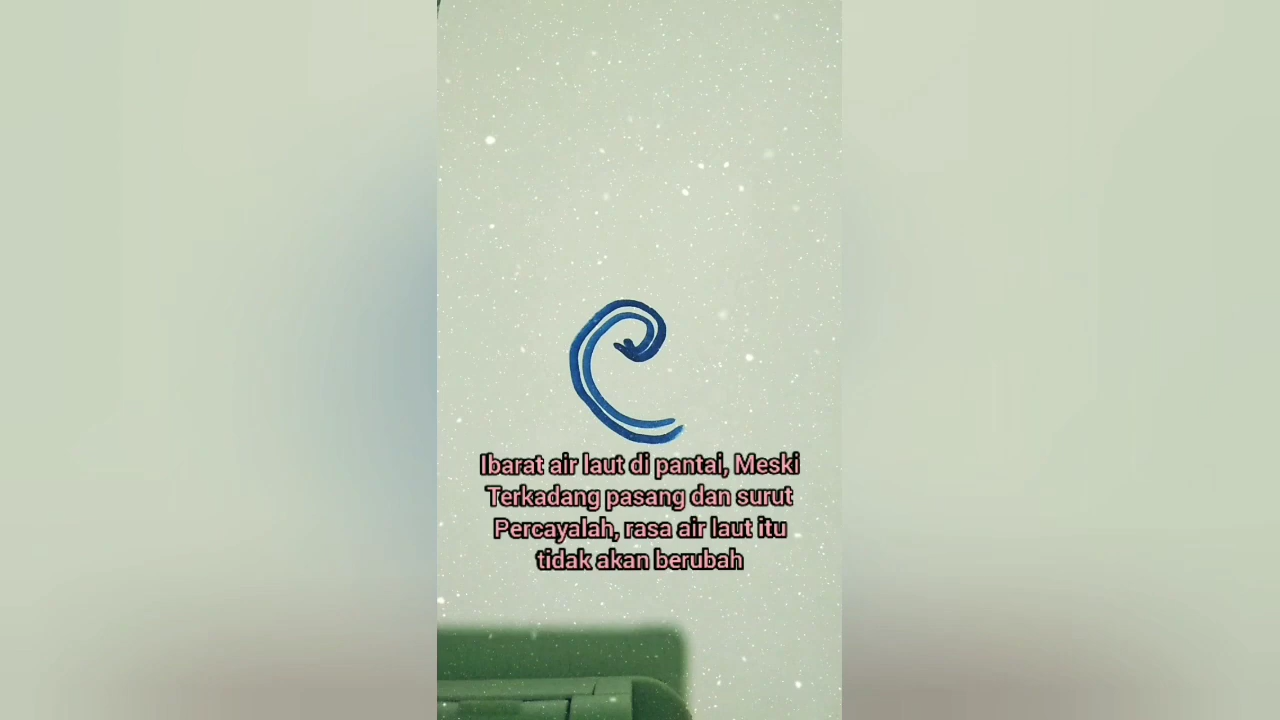 Ibarat air laut di pantai, Meski
Terkadang pasang dan surut
Percayalah, rasa air laut itu
tidak akan berubah